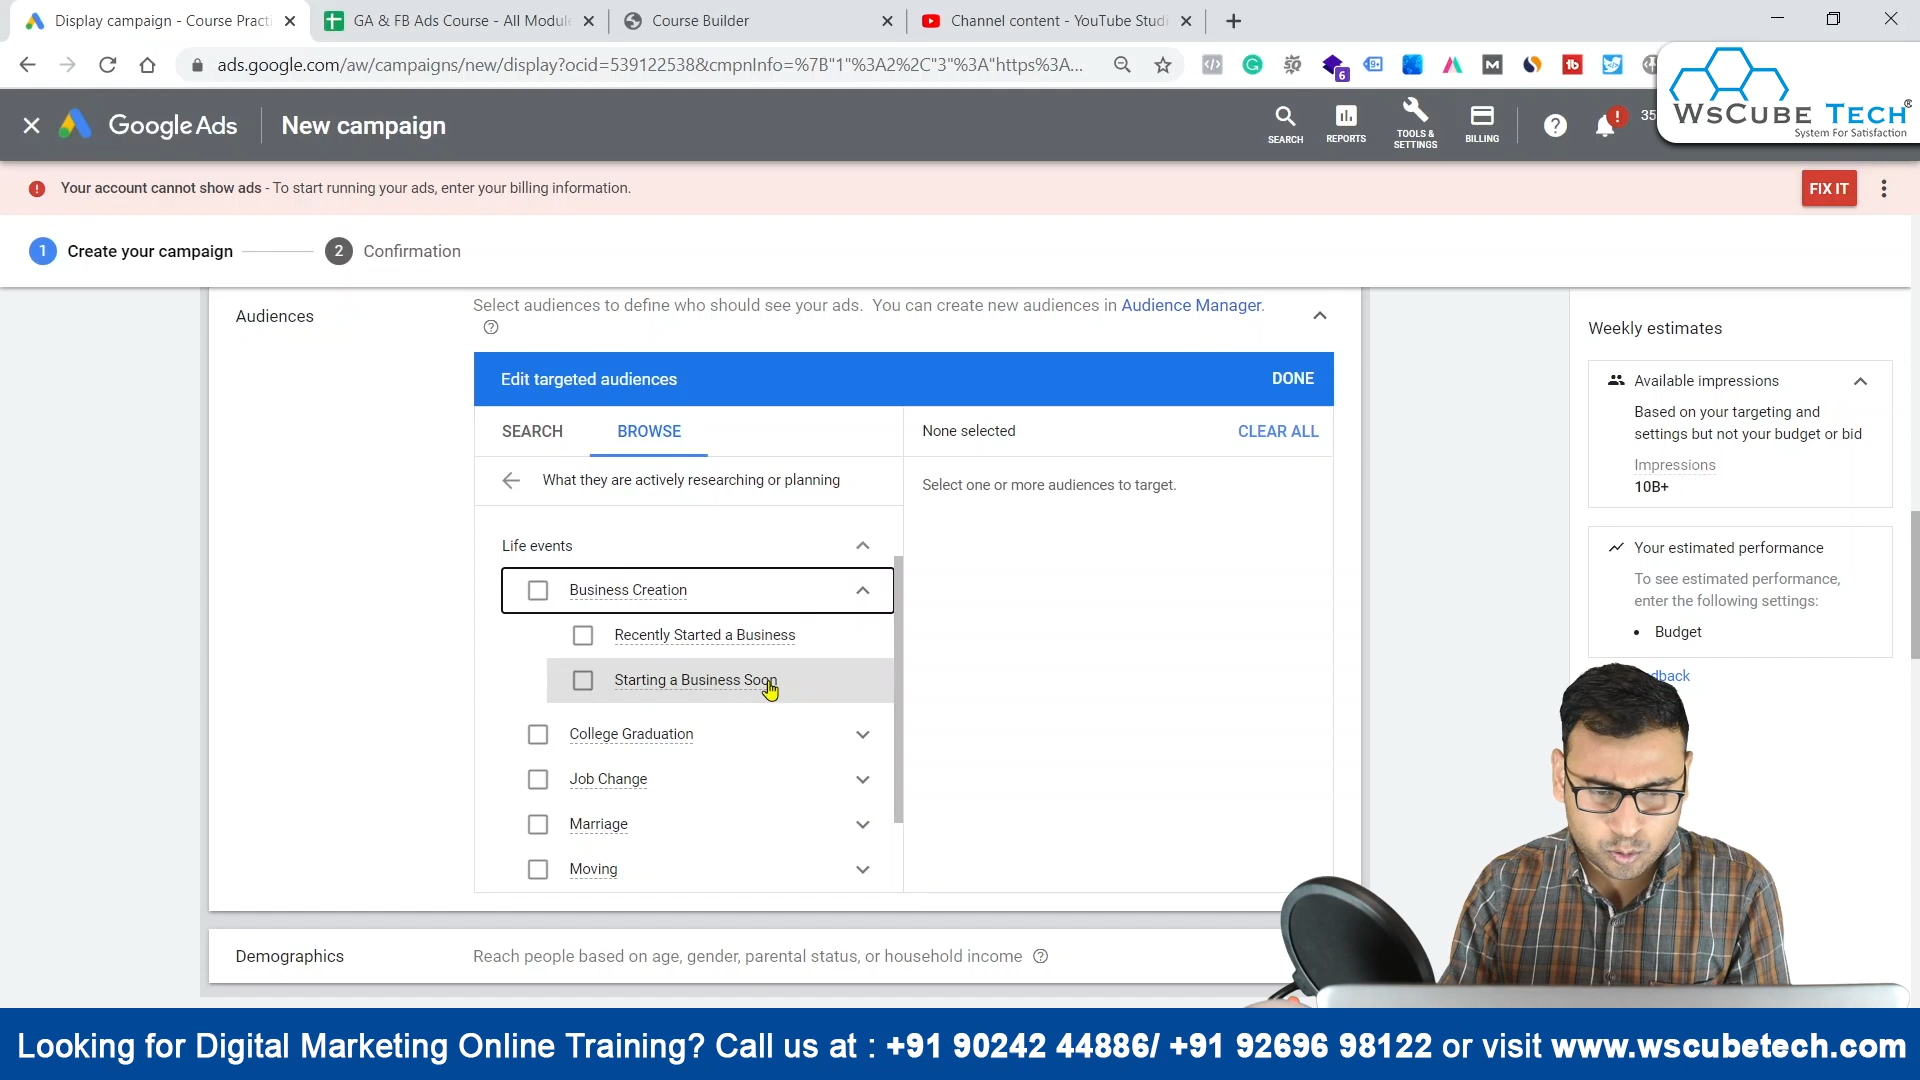 Display campaign - Course Practi
GA & FB Ads Course - All Module
Course Builder
Channel content - YouTube Studi
ads.google.com/aw/campaigns/new/display?ocid=539122538&cmpnInfo=%7B"1"%3A2%2C"3"%3A"https%3A...
6
WsCube Tech®
System For Satisfaction
Google Ads
New campaign
SEARCH
REPORTS
TOOLS &
SETTINGS
BILLING
35
Your account cannot show ads - To start running your ads, enter your billing information.
FIX IT
1 Create your campaign
2 Confirmation
Audiences
Select audiences to define who should see your ads. You can create new audiences in Audience Manager.
Edit targeted audiences
DONE
SEARCH
BROWSE
None selected
CLEAR ALL
What they are actively researching or planning
Select one or more audiences to target.
Life events
Business Creation
Recently Started a Business
Starting a Business Soon
College Graduation
Job Change
Marriage
Moving
Weekly estimates
Available impressions
Based on your targeting and
settings but not your budget or bid
Impressions
10B+
Your estimated performance
To see estimated performance,
enter the following settings:
• Budget
dback
Demographics
Reach people based on age, gender, parental status, or household income
Looking for Digital Marketing Online Training? Call us at : +91 90242 44886/ +91 92696 98122 or visit www.wscubetech.com